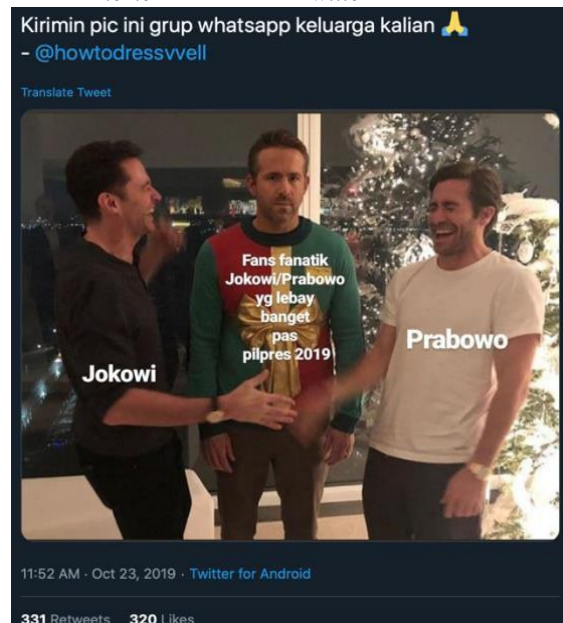 Kirimin pic ini grup whatsapp keluarga kalian 🙏
- @howtodressvvell
Translate Tweet
Fans fanatik
Jokowi/Prabowo
yg lebay
banget
pas
pilpres 2019
Jokowi
Prabowo
11:52 AM · Oct 23, 2019 · Twitter for Android
331 Retweets 320 Likes